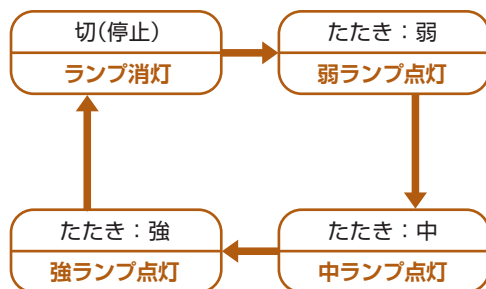 切(停止)
ランプ消灯
たたき：弱
弱ランプ点灯
たたき：強
強ランプ点灯
たたき：中
中ランプ点灯